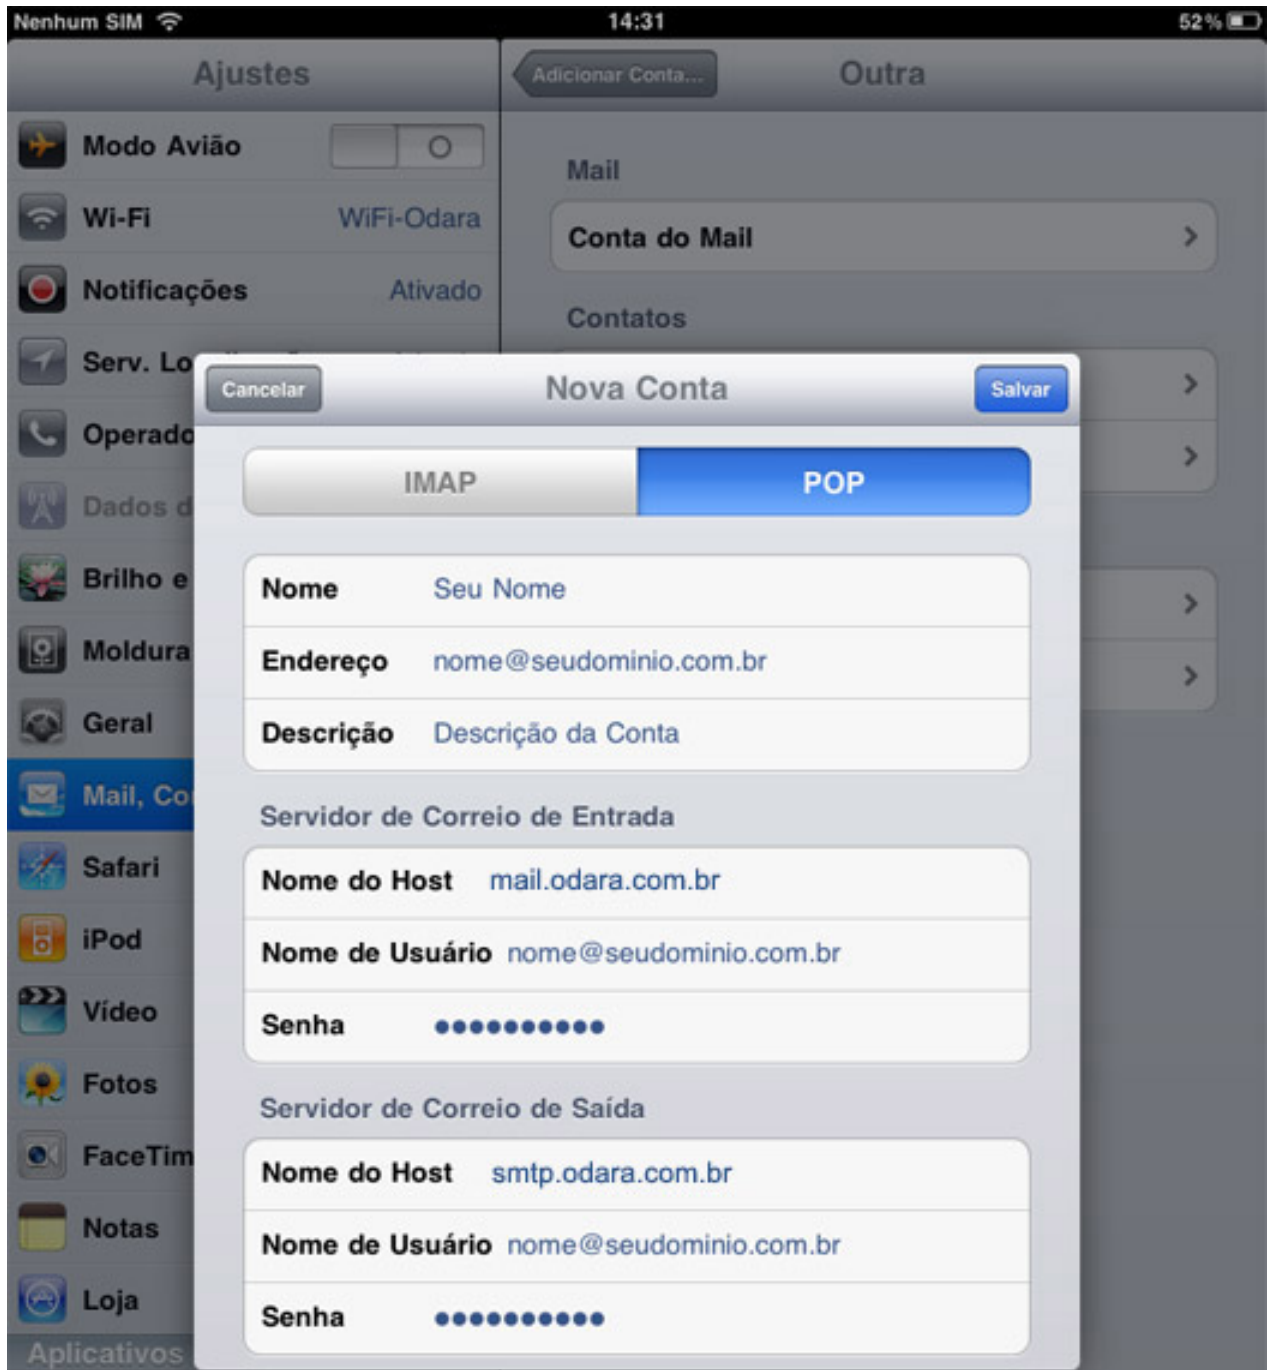 Nenhum SIM 14:31 52%
Ajustes
Adicionar Conta... Outra
Modo Avião
Wi-Fi WiFi-Odara
Notificações Ativado
Serv. Lo
Operado
Dados d
Brilho e
Moldura
Geral
Mail, Co
Safari
iPod
Vídeo
Fotos
FaceTim
Notas
Loja
Aplicativos
Mail
Conta do Mail
Contatos
Cancelar Nova Conta Salvar
IMAP POP
Nome Seu Nome
Endereço nome@seudominio.com.br
Descrição Descrição da Conta
Servidor de Correio de Entrada
Nome do Host mail.odara.com.br
Nome de Usuário nome@seudominio.com.br
Senha ●●●●●●●●●●
Servidor de Correio de Saída
Nome do Host smtp.odara.com.br
Nome de Usuário nome@seudominio.com.br
Senha ●●●●●●●●●●